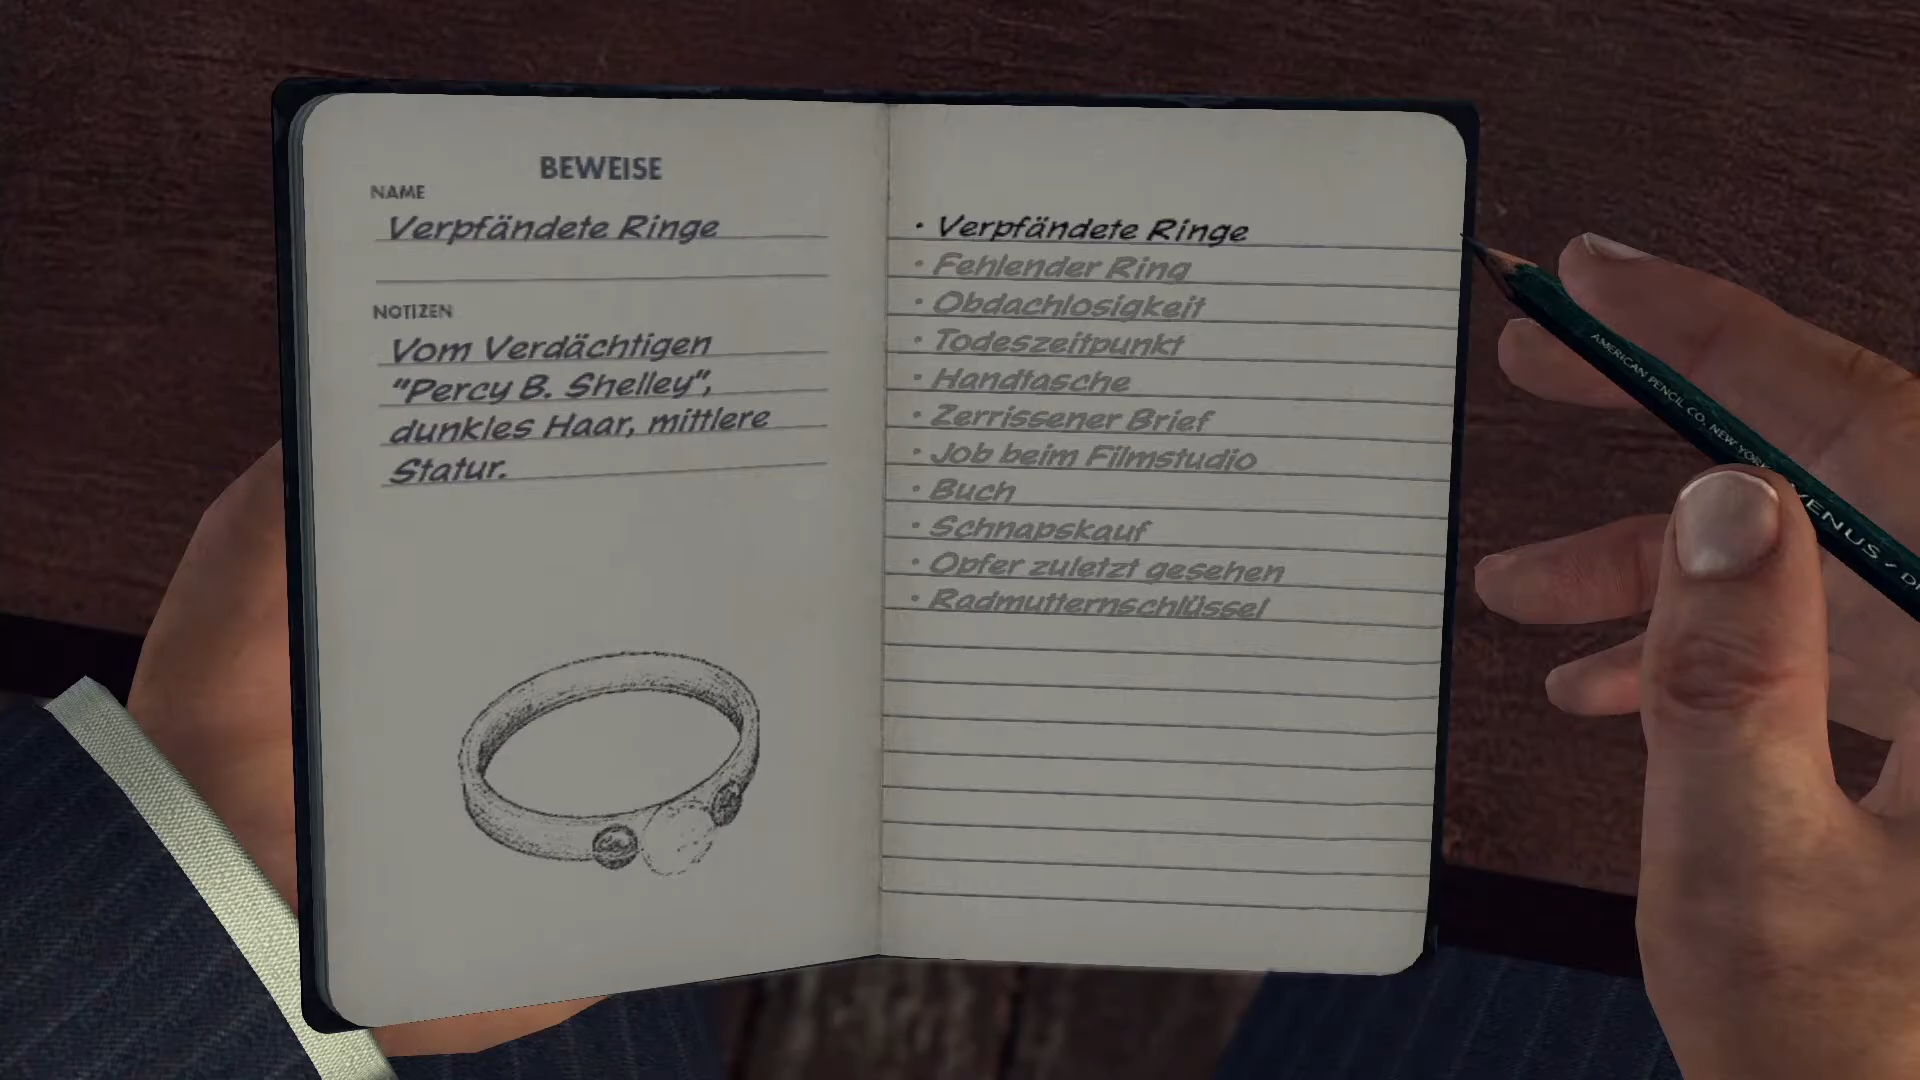 BEWEISE
NAME
Verpfändete Ringe
NOTIZEN
Vom Verdächtigen
"Percy B. Shelley",
dunkles Haar, mittlere
Statur.
• Verpfändete Ringe
• Fehlender Ring
• Obdachlosigkeit
• Todeszeitpunkt
• Handtasche
• Zerrissener Brief
• Job beim Filmstudio
• Buch
• Schnapskauf
• Opfer zuletzt gesehen
• Radmutternschlüssel
AMERICAN PENCIL CO. NEW YORK
VENUS